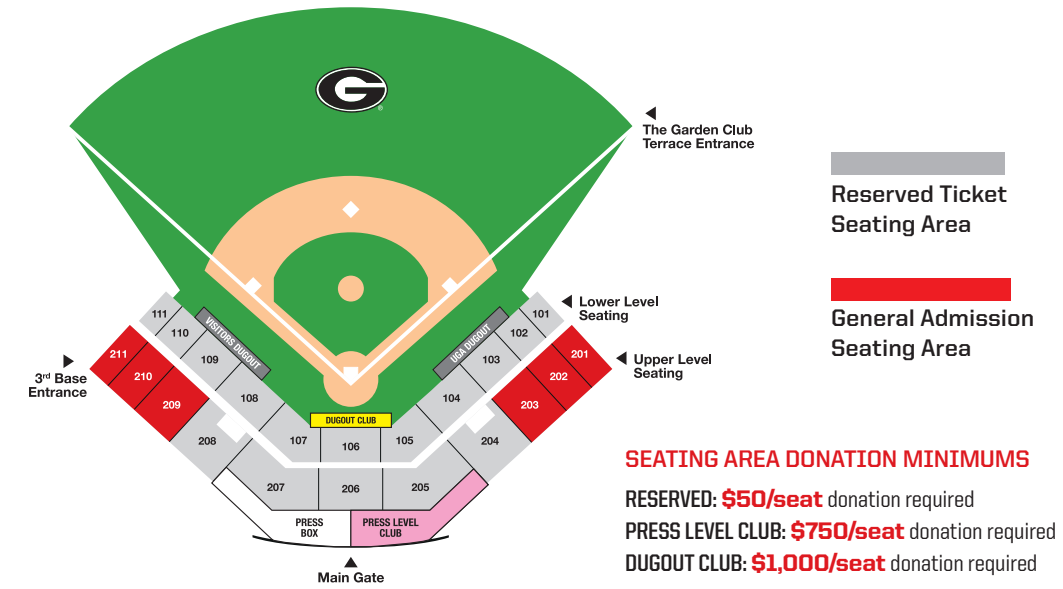 G
®
The Garden Club
Terrace Entrance
Reserved Ticket
Seating Area
General Admission
Seating Area
Lower Level
Seating
Upper Level
Seating
3rd Base
Entrance
111
110
109
108
107
106
105
104
103
102
101
VISITORS DUGOUT
UGA DUGOUT
DUGOUT CLUB
211
210
209
208
207
206
205
204
203
202
201
PRESS
BOX
PRESS LEVEL
CLUB
Main Gate
SEATING AREA DONATION MINIMUMS
RESERVED: $50/seat donation required
PRESS LEVEL CLUB: $750/seat donation required
DUGOUT CLUB: $1,000/seat donation required